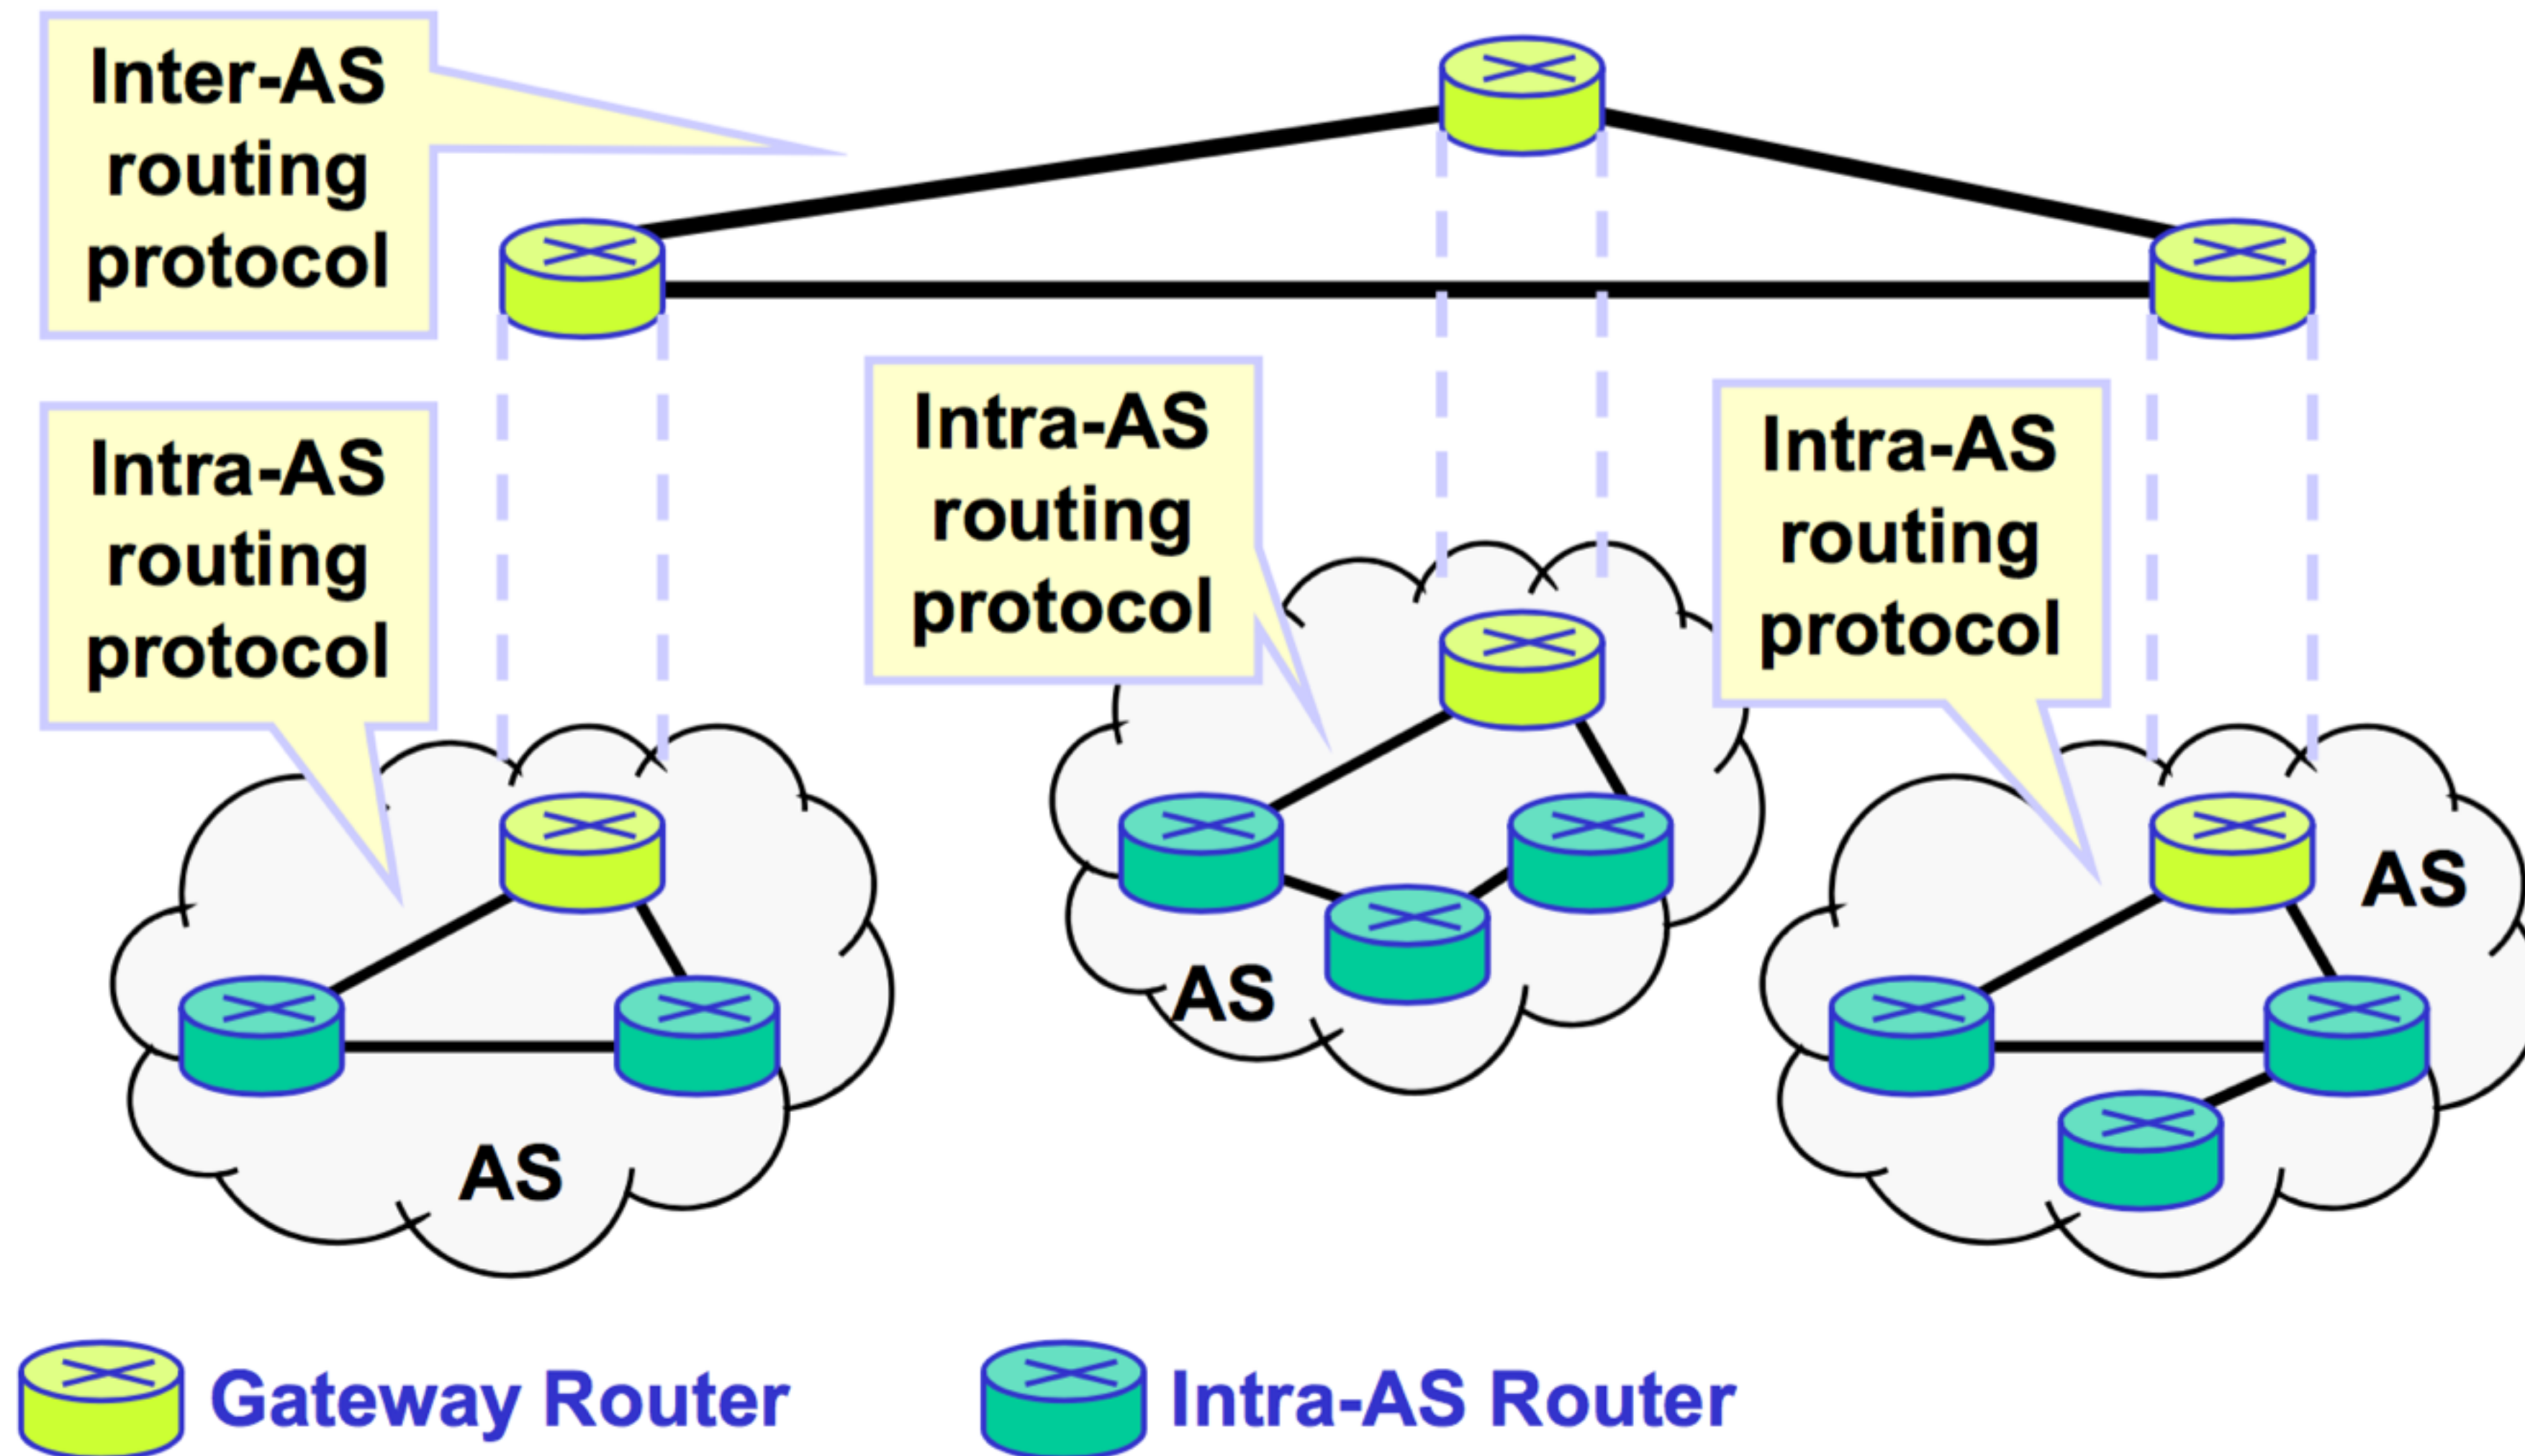 Inter-AS
routing
protocol
Intra-AS
routing
protocol
Intra-AS
routing
protocol
Intra-AS
routing
protocol
AS
AS
AS
Gateway Router
Intra-AS Router